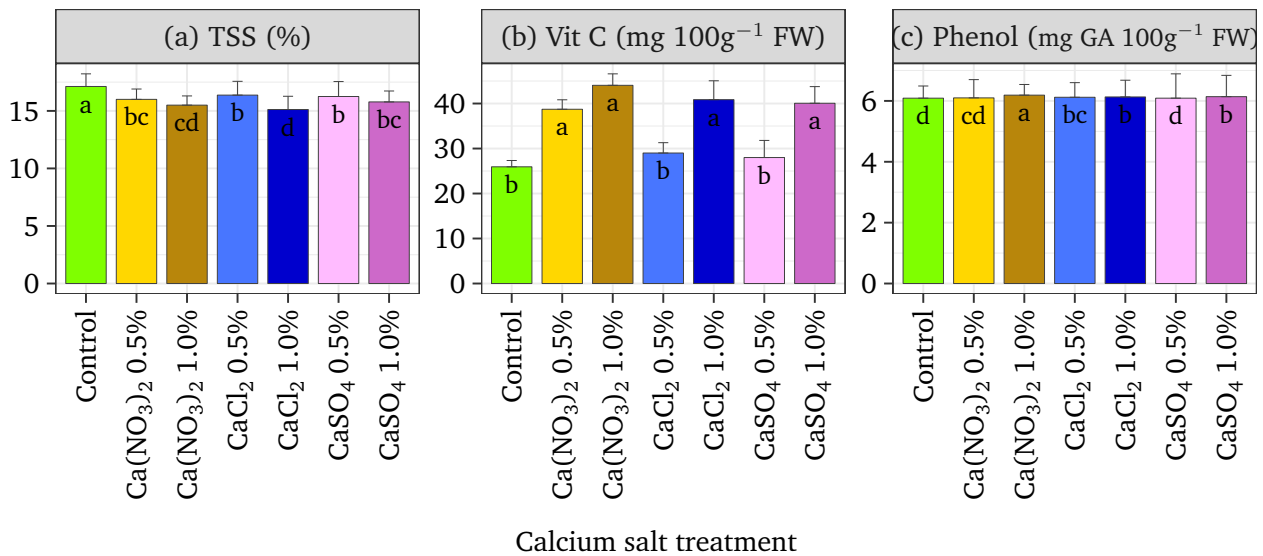 (a) TSS (%)
(b) Vit C (mg 100g⁻¹ FW)
(c) Phenol (mg GA 100g⁻¹ FW)
15
10
5
0
a
bc
cd
b
d
b
bc
40
30
20
10
0
b
a
a
b
a
b
a
8
6
4
2
0
d
cd
a
bc
b
d
b
Control
Ca(NO₃)₂ 0.5%
Ca(NO₃)₂ 1.0%
CaCl₂ 0.5%
CaCl₂ 1.0%
CaSO₄ 0.5%
CaSO₄ 1.0%
Control
Ca(NO₃)₂ 0.5%
Ca(NO₃)₂ 1.0%
CaCl₂ 0.5%
CaCl₂ 1.0%
CaSO₄ 0.5%
CaSO₄ 1.0%
Control
Ca(NO₃)₂ 0.5%
Ca(NO₃)₂ 1.0%
CaCl₂ 0.5%
CaCl₂ 1.0%
CaSO₄ 0.5%
CaSO₄ 1.0%
Calcium salt treatment